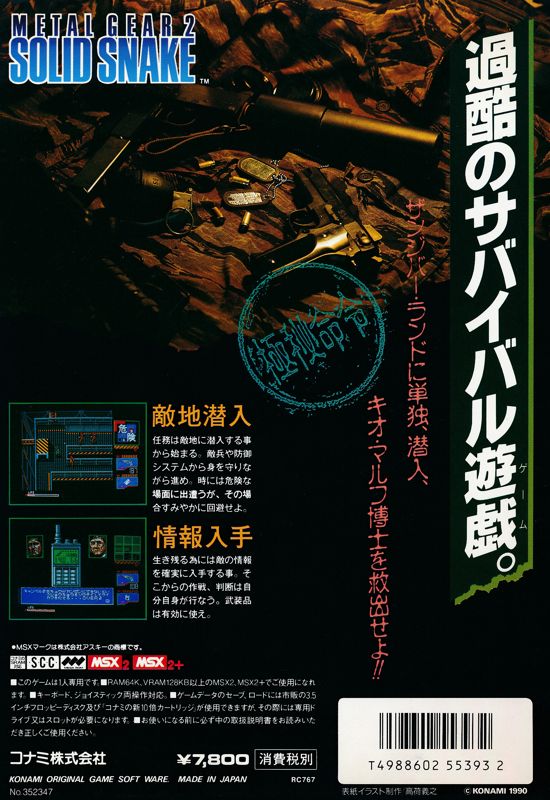 METAL GEAR 2
SOLID SNAKE™
過酷のサバイバル遊戯。
ゲーム
ザンジバー・ランドに単独、潜入、
キオ・マルフ博士を救出せよ!!
極秘命令
危険
敵地潜入
任務は敵地に潜入する事
から始まる。敵兵や防御
システムから身を守りな
がら進め。時には危険な
場面に出遭うが、その場
合すみやかに回避せよ。
情報入手
生き残る為には敵の情報
を確実に入手する事。そ
こからの作戦、判断は自
分自身が行なう。武装品
は有効に使え。
●MSXマークは株式会社アスキーの商標です。
SCC
MSX2
MSX2+
■このゲームは1人専用です。■RAM64K、VRAM128KB以上のMSX2、MSX2+でご使用になれ
ます。■キーボード、ジョイスティック両操作対応。■ゲームデータのセーブ、ロードには市販の3.5
インチフロッピーディスク及び「コナミの新10倍カートリッジ」が使用できますが、その際には専用ド
ライブ又はスロットが必要になります。■お使いになる前に必ず中の取扱説明書をお読みいた
だき正しくご使用ください。
コナミ株式会社
¥7,800
消費税別
KONAMI ORIGINAL GAME SOFT WARE. MADE IN JAPAN
RC767
No.352347
T4988602 55393 2
表紙イラスト制作/高荷義之
© KONAMI 1990